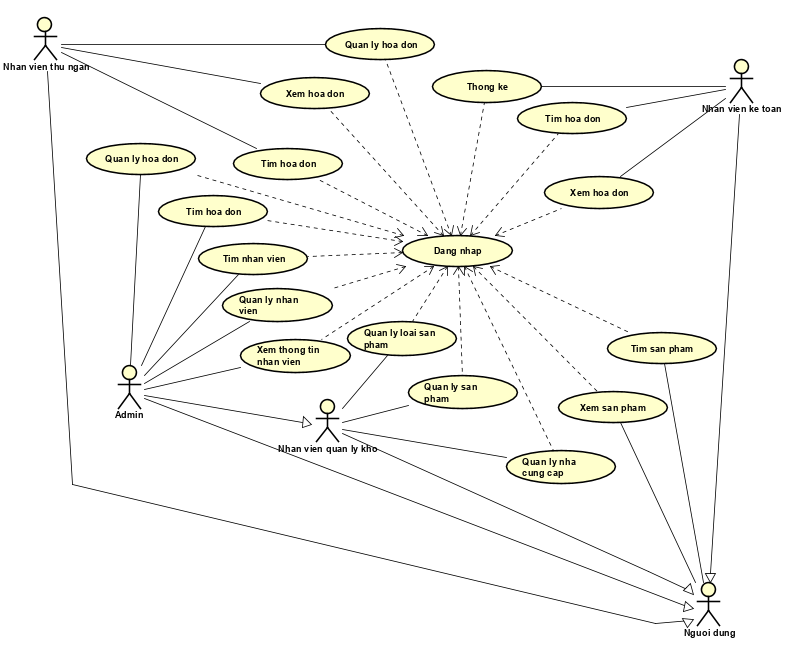 Quan ly hoa don
Nhan vien thu ngan
Xem hoa don
Thong ke
Nhan vien ke toan
Tim hoa don
Quan ly hoa don
Tim hoa don
Xem hoa don
Tim hoa don
Dang nhap
Tim nhan vien
Quan ly nhan
vien
Xem thong tin
nhan vien
Quan ly loai san
pham
Tim san pham
Quan ly san
pham
Xem san pham
Admin
Nhan vien quan ly kho
Quan ly nha
cung cap
Nguoi dung